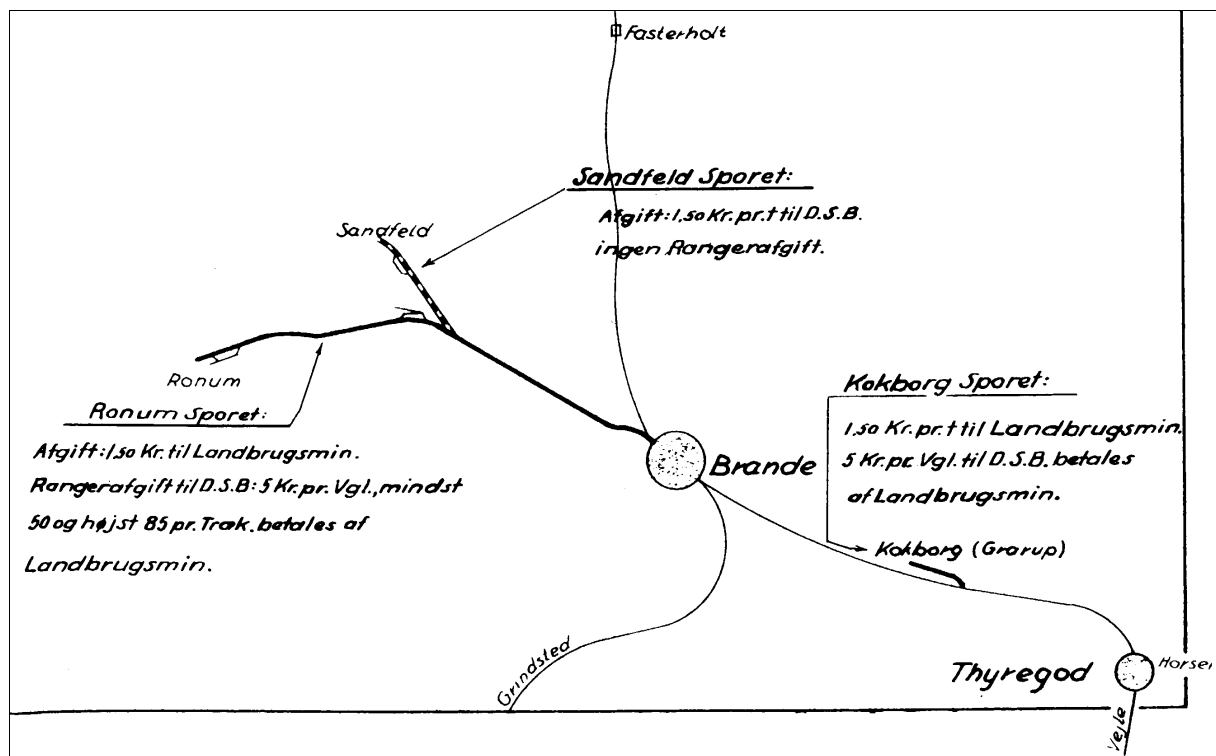 Fasterholt
Sandfeld Sporet:
Afgift: 1,50 Kr. pr. t til D.S.B.
ingen Rangerafgift.
Sandfeld
Ronum
Ronum Sporet:
Afgift: 1,50 Kr. til Landbrugsmin.
Rangerafgift til D.S.B: 5 Kr. pr. Vgl., mindst
50 og højst 85 pr. Træk. betales af
Landbrugsmin.
Kokborg Sporet:
1,50 Kr. pr. t til Landbrugsmin.
5 Kr. pr. Vgl. til D.S.B. betales
af Landbrugsmin.
Brande
Kokborg (Grarup)
Grindsted
Thyregod
Horsen
Vejle